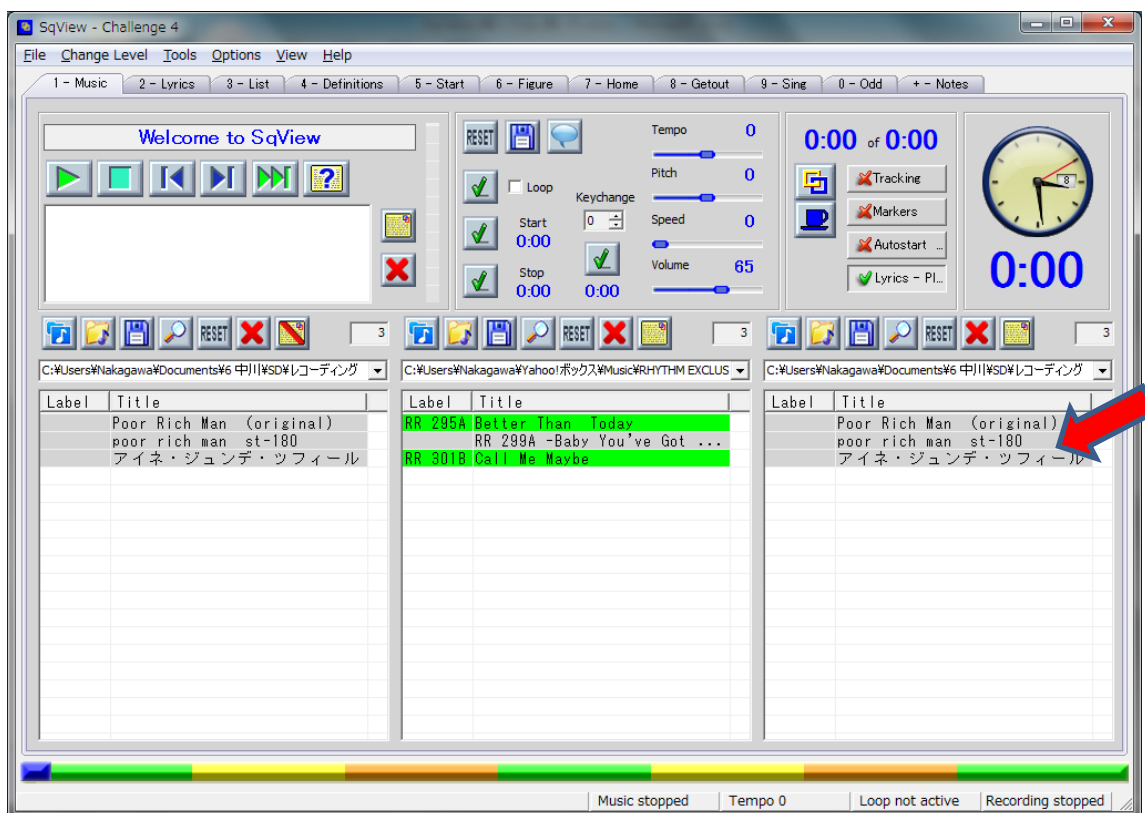 SqView - Challenge 4
File Change Level Tools Options View Help
1 - Music 2 - Lyrics 3 - List 4 - Definitions 5 - Start 6 - Figure 7 - Home 8 - Getout 9 - Sing 0 - Odd + - Notes
Welcome to SqView
RESET
Loop
Start
0:00
Stop
0:00
Keychange
0
0:00
Tempo 0
Pitch 0
Speed 0
Volume 65
0:00 of 0:00
Tracking
Markers
Autostart ...
Lyrics - Pl...
8
0:00
RESET 3
C:¥Users¥Nakagawa¥Documents¥6 中川¥SD¥レコーディング
Label Title
Poor Rich Man (original)
poor rich man st-180
アイネ・ジュンデ・ツフィール
RESET 3
C:¥Users¥Nakagawa¥Yahoo!ボックス¥Music¥RHYTHM EXCLUS
Label Title
RR 295A Better Than Today
RR 299A -Baby You've Got ...
RR 301B Call Me Maybe
RESET 3
C:¥Users¥Nakagawa¥Documents¥6 中川¥SD¥レコーディング
Label Title
Poor Rich Man (original)
poor rich man st-180
アイネ・ジュンデ・ツフィール
Music stopped Tempo 0 Loop not active Recording stopped